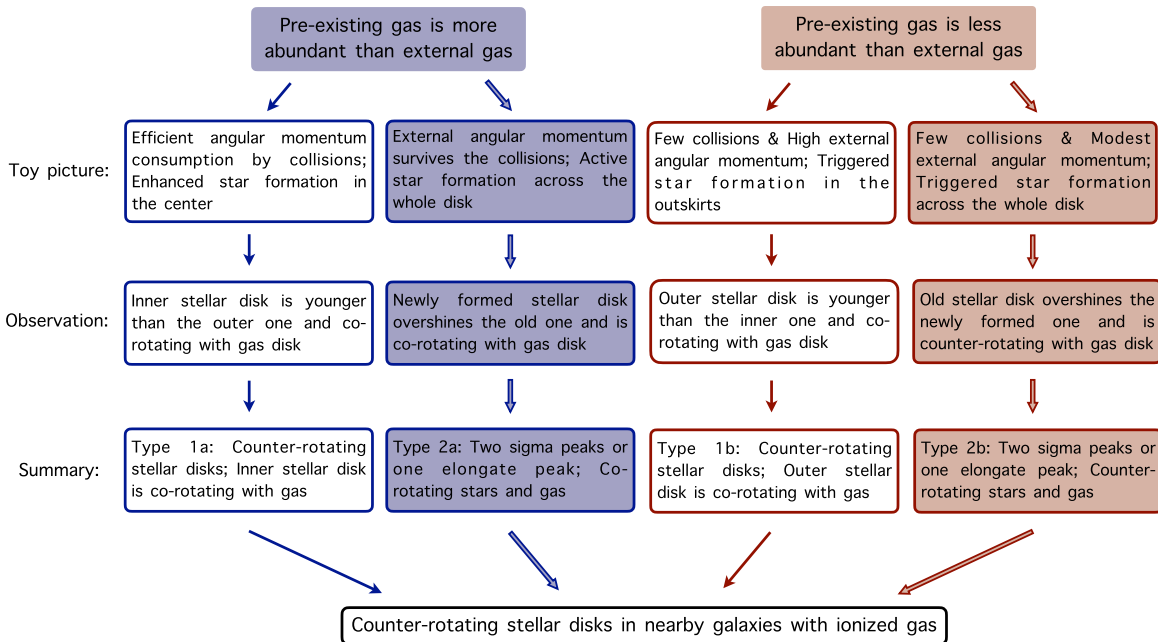 Pre-existing gas is more
abundant than external gas
Pre-existing gas is less
abundant than external gas
Toy picture:
Efficient angular momentum
consumption by collisions;
Enhanced star formation in
the center
External angular momentum
survives the collisions; Active
star formation across the
whole disk
Few collisions & High external
angular momentum; Triggered
star formation in the
outskirts
Few collisions & Modest
external angular momentum;
Triggered star formation
across the whole disk
Observation:
Inner stellar disk is younger
than the outer one and co-
rotating with gas disk
Newly formed stellar disk
overshines the old one and is
co-rotating with gas disk
Outer stellar disk is younger
than the inner one and co-
rotating with gas disk
Old stellar disk overshines the
newly formed one and is
counter-rotating with gas disk
Summary:
Type 1a: Counter-rotating
stellar disks; Inner stellar disk
is co-rotating with gas
Type 2a: Two sigma peaks or
one elongate peak; Co-
rotating stars and gas
Type 1b: Counter-rotating
stellar disks; Outer stellar
disk is co-rotating with gas
Type 2b: Two sigma peaks or
one elongate peak; Counter-
rotating stars and gas
Counter-rotating stellar disks in nearby galaxies with ionized gas